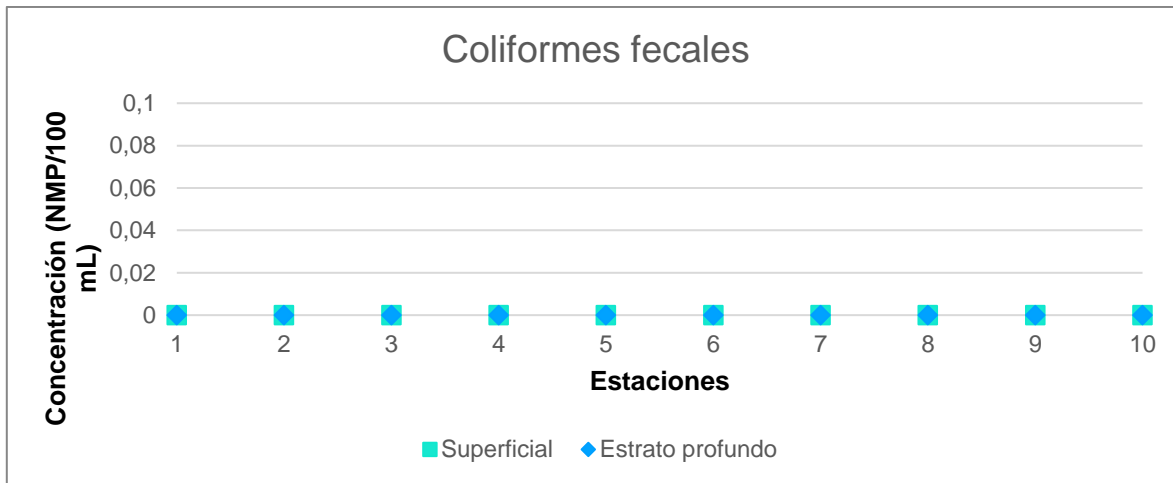 Coliformes fecales
Concentración (NMP/100
mL)
0,1
0,08
0,06
0,04
0,02
0
1 2 3 4 5 6 7 8 9 10
Estaciones
Superficial Estrato profundo